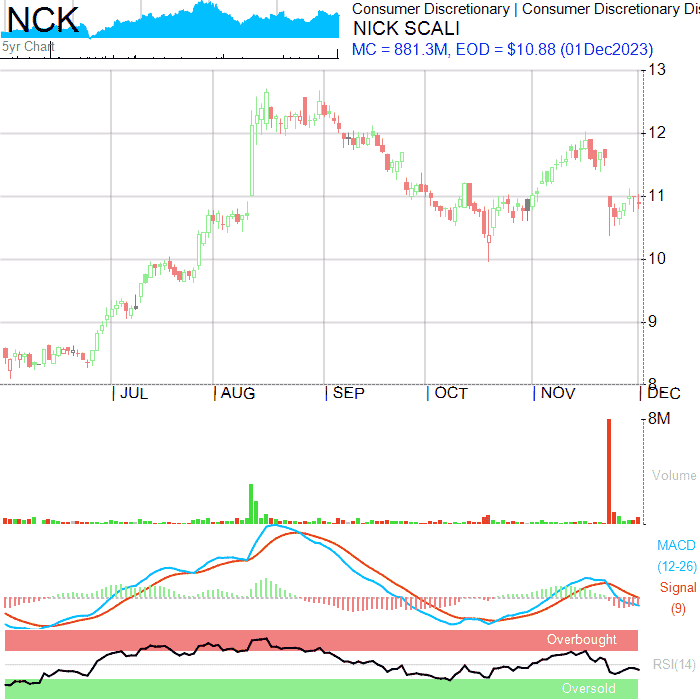 NCK
5yr Chart
Consumer Discretionary | Consumer Discretionary Dis
NICK SCALI
MC = 881.3M, EOD = $10.88 (01Dec2023)
13
12
11
10
9
8
JUL AUG SEP OCT NOV DEC
8M
Volume
MACD
(12-26)
Signal
(9)
Overbought
RSI(14)
Oversold